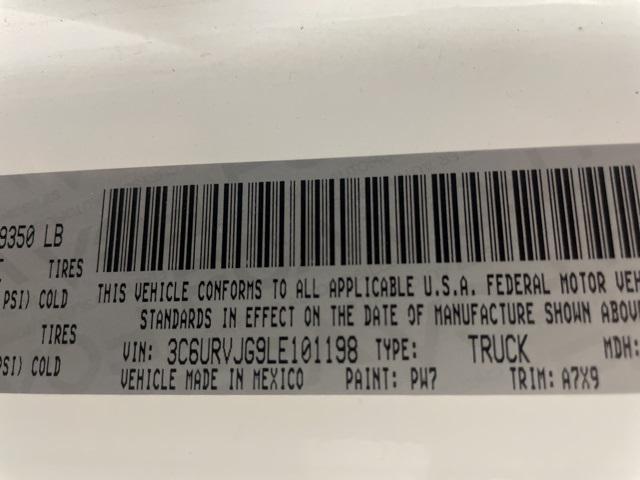 9350 LB
TIRES
PSI) COLD
TIRES
PSI) COLD
THIS VEHICLE CONFORMS TO ALL APPLICABLE U.S.A. FEDERAL MOTOR VEH
STANDARDS IN EFFECT ON THE DATE OF MANUFACTURE SHOWN ABOV
VIN: 3C6URVJG9LE101198 TYPE: TRUCK MDH:
VEHICLE MADE IN MEXICO PAINT: PW7 TRIM: A7X9